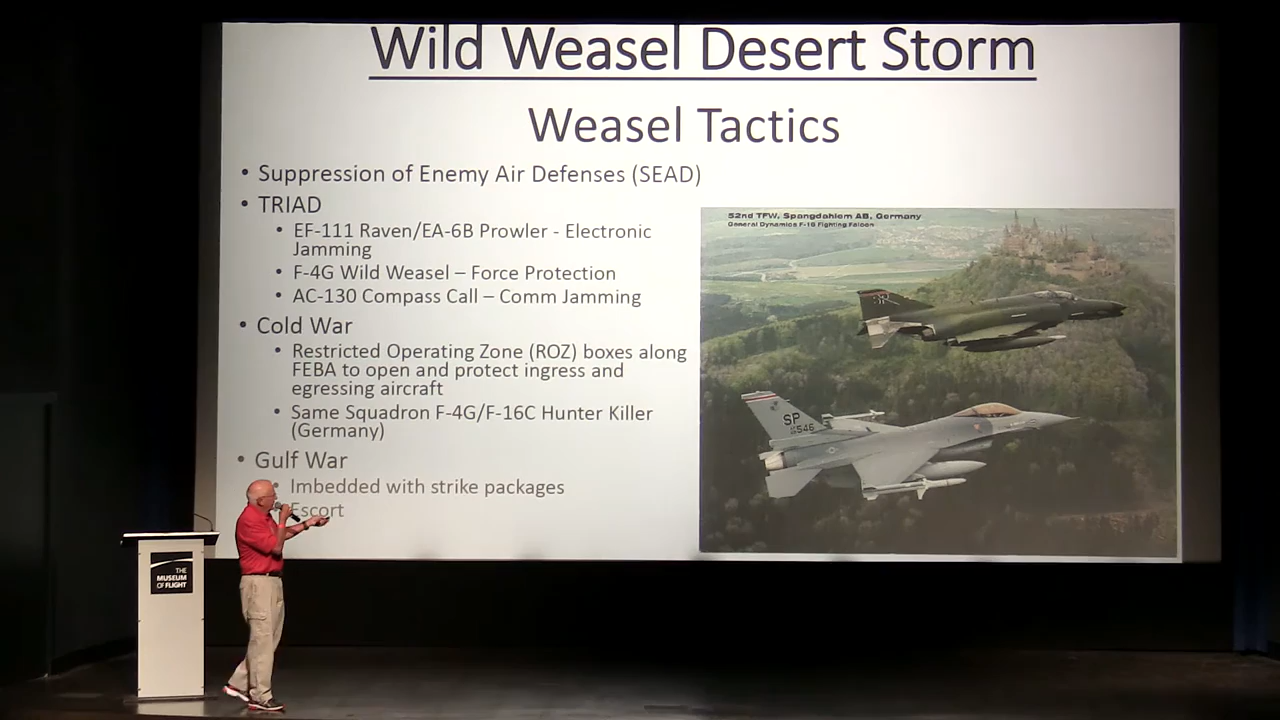 Wild Weasel Desert Storm
Weasel Tactics
• Suppression of Enemy Air Defenses (SEAD)
• TRIAD
• EF-111 Raven/EA-6B Prowler - Electronic
Jamming
• F-4G Wild Weasel – Force Protection
• AC-130 Compass Call – Comm Jamming
• Cold War
• Restricted Operating Zone (ROZ) boxes along
FEBA to open and protect ingress and
egressing aircraft
• Same Squadron F-4G/F-16C Hunter Killer
(Germany)
• Gulf War
• Imbedded with strike packages
Escort
52nd TFW, Spangdahlem AB, Germany
General Dynamics F-16 Fighting Falcon
SP
546
THE
MUSEUM
OF FLIGHT